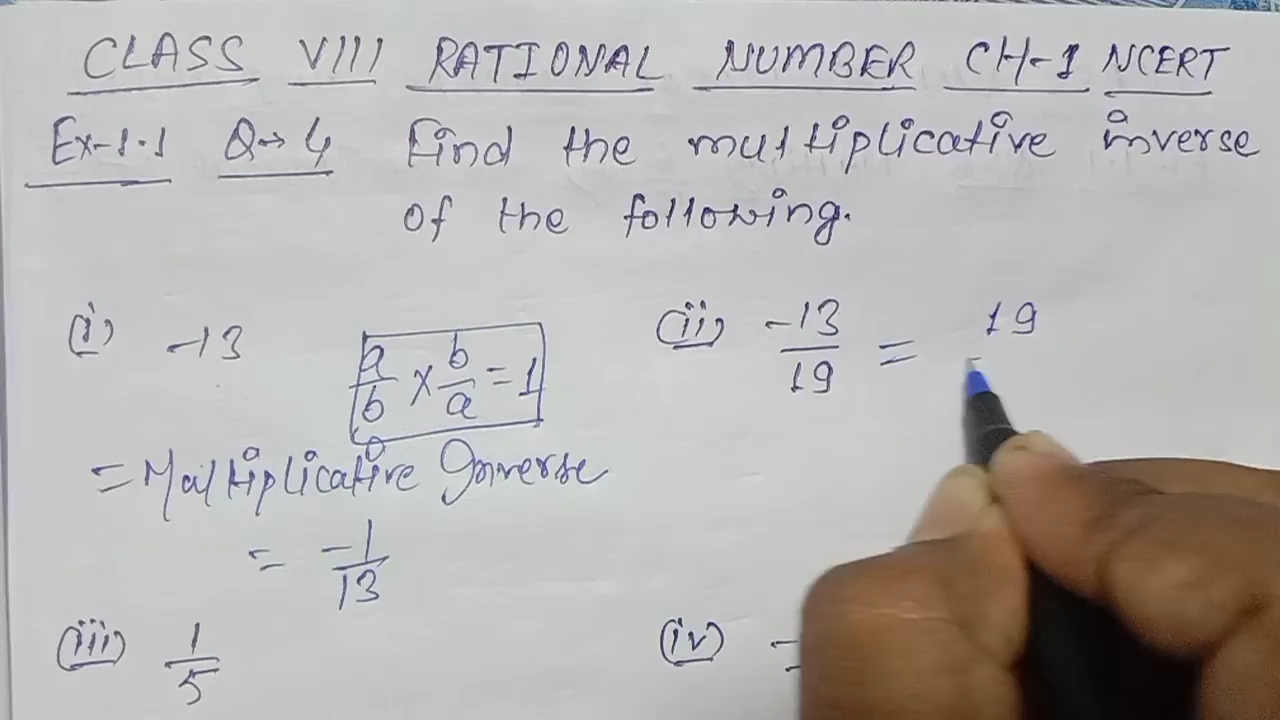 CLASS VIII RATIONAL NUMBER CH-1 NCERT
Ex-1.1 Q→4 Find the multiplicative inverse
of the following.
(i) -13
a/b × b/a = 1
= Multiplicative Inverse
= -1/13
(ii) -13/19 = 19
(iii) 1/5
(iv)